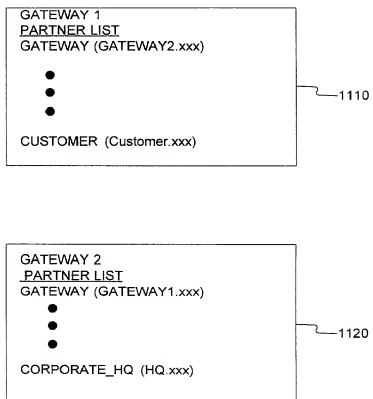 GATEWAY 1
PARTNER LIST
GATEWAY (GATEWAY2.xxx)
CUSTOMER (Customer.xxx)
1110
GATEWAY 2
PARTNER LIST
GATEWAY (GATEWAY1.xxx)
CORPORATE_HQ (HQ.xxx)
1120